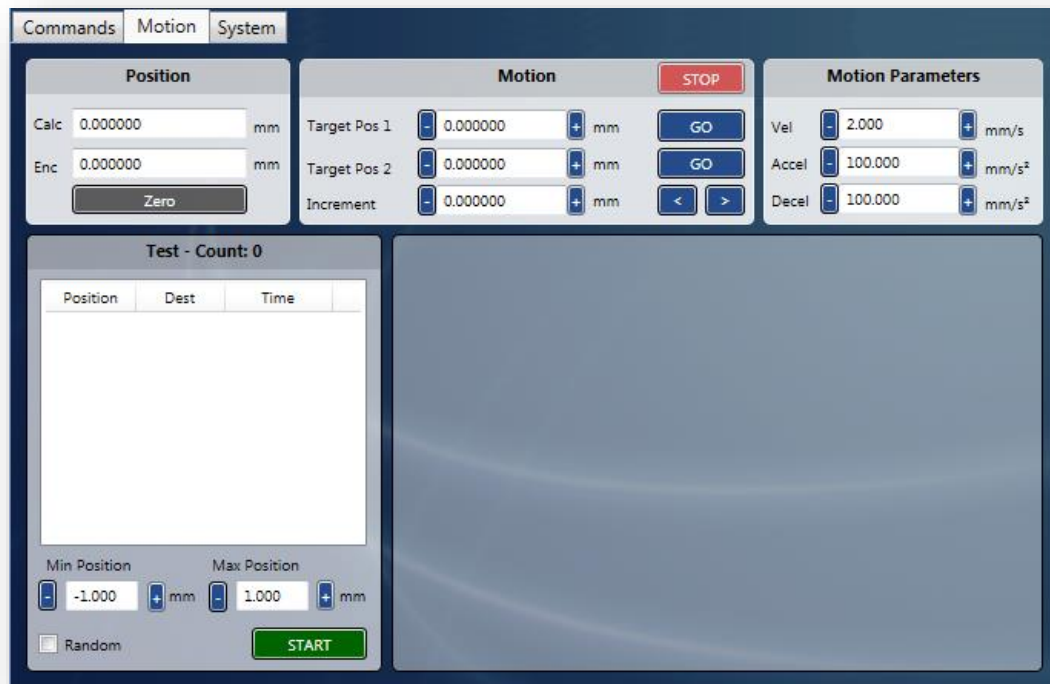 Commands Motion System
Position
Calc 0.000000 mm
Enc 0.000000 mm
Zero
Motion STOP
Target Pos 1 - 0.000000 + mm GO
Target Pos 2 - 0.000000 + mm GO
Increment - 0.000000 + mm < >
Motion Parameters
Vel - 2.000 + mm/s
Accel - 100.000 + mm/s²
Decel - 100.000 + mm/s²
Test - Count: 0
Position Dest Time
Min Position Max Position
- -1.000 + mm - 1.000 + mm
Random START